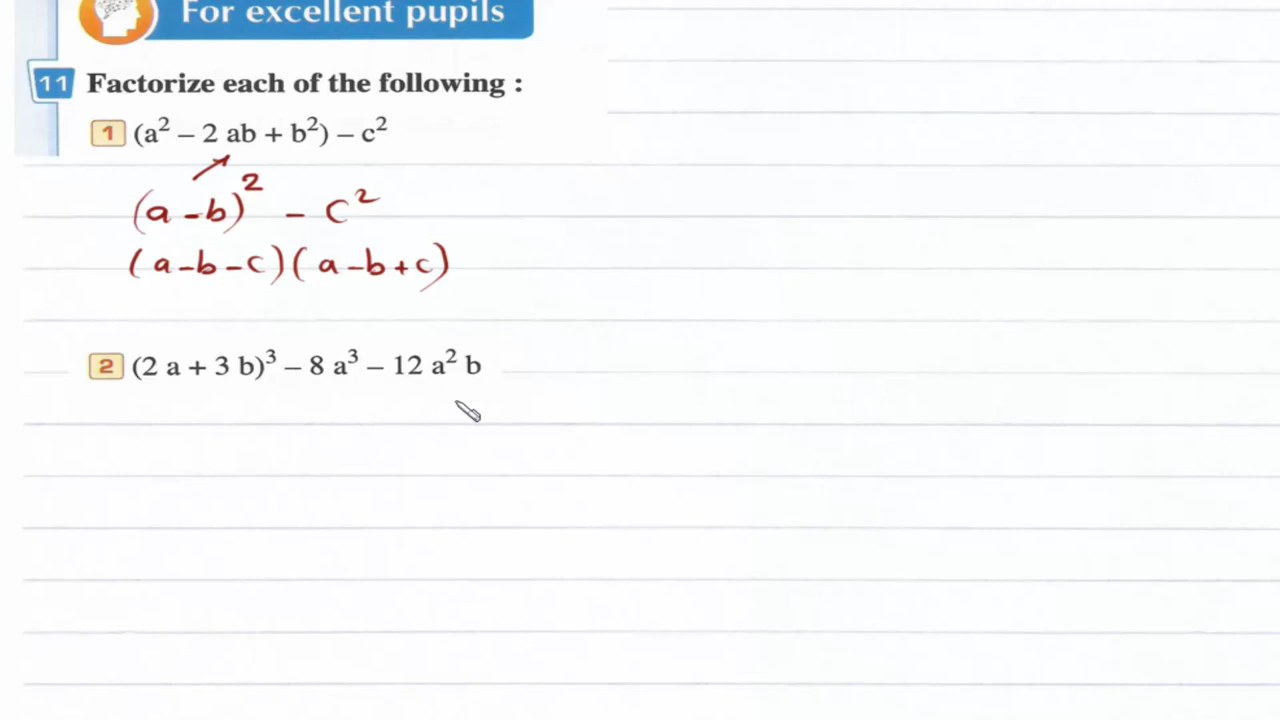 For excellent pupils
11 Factorize each of the following :
1 (a² – 2 ab + b²) – c²
(a – b)² – c²
(a – b – c)(a – b + c)
2 (2 a + 3 b)³ – 8 a³ – 12 a² b